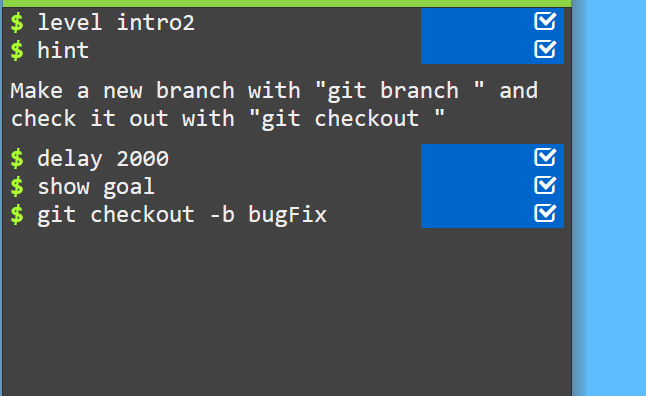 $ level intro2
$ hint
Make a new branch with "git branch " and
check it out with "git checkout "
$ delay 2000
$ show goal
$ git checkout -b bugFix